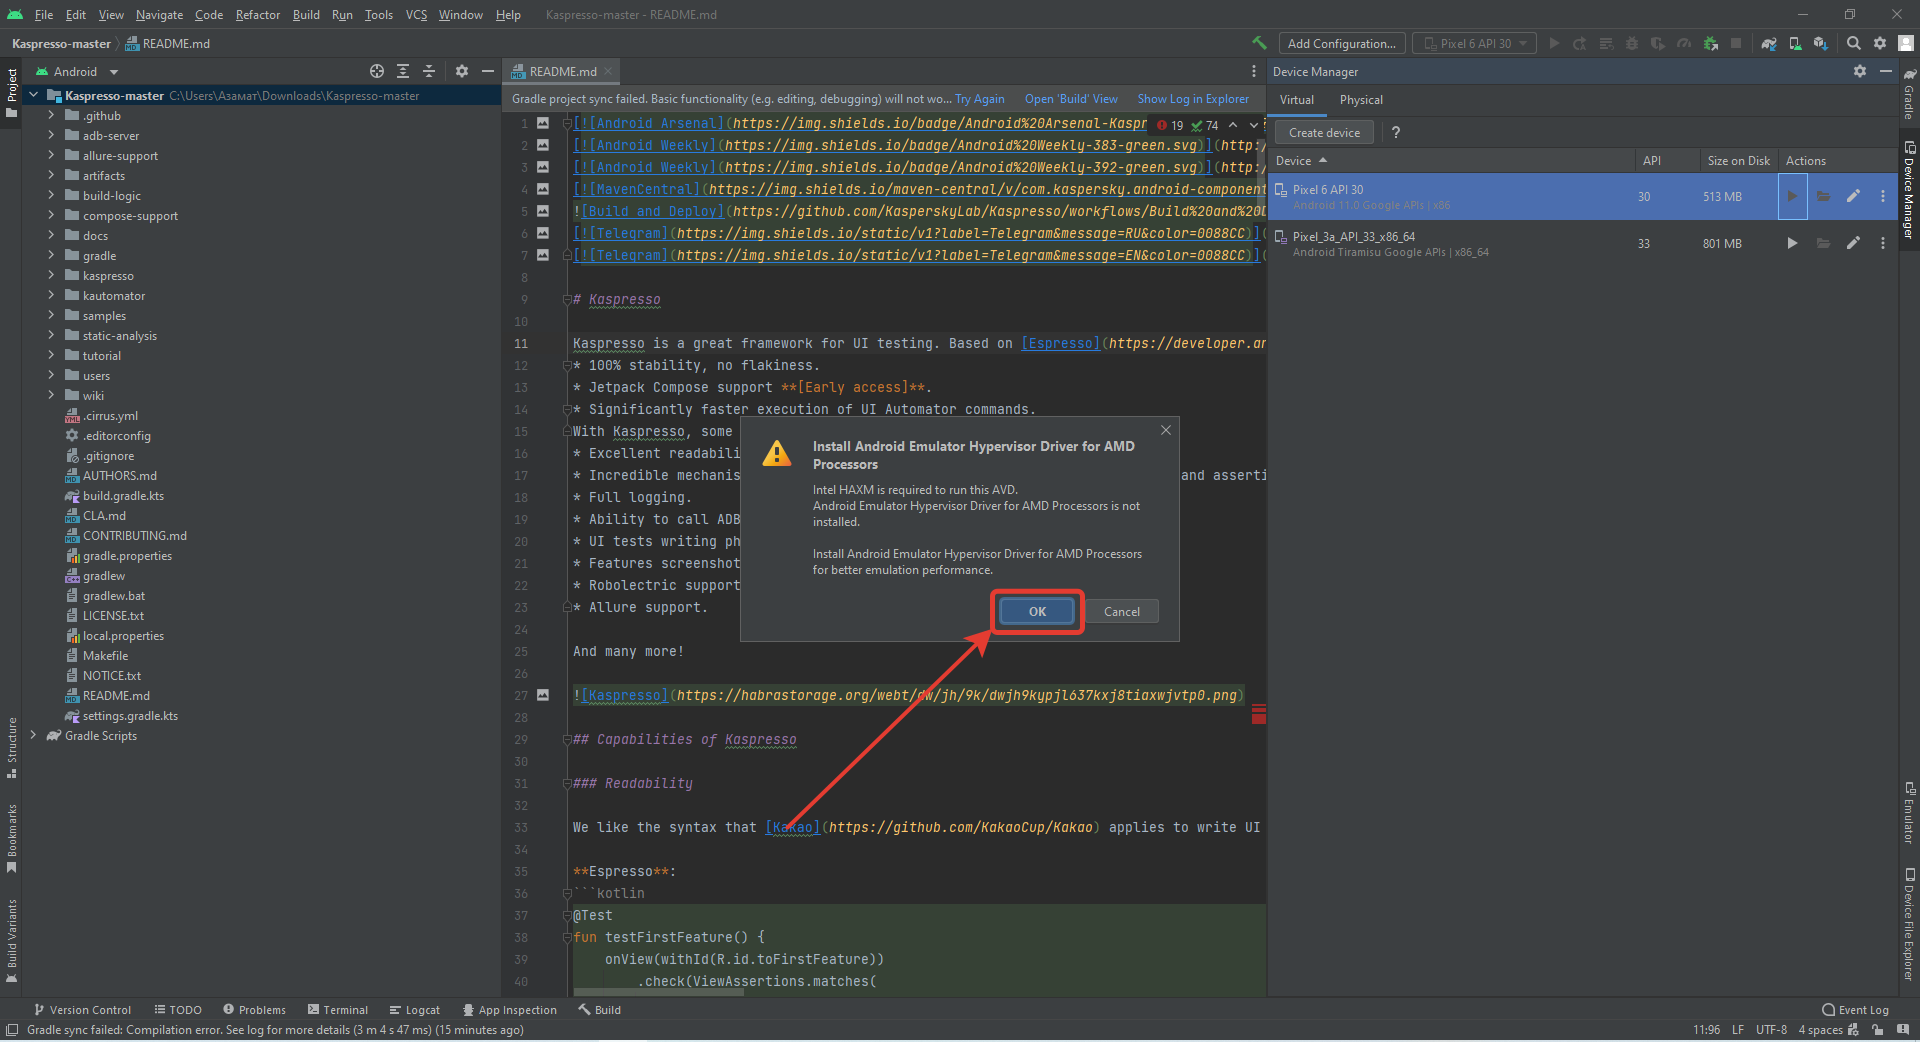 File Edit View Navigate Code Refactor Build Run Tools VCS Window Help Kaspresso-master - README.md
Kaspresso-master README.md Add Configuration... Pixel 6 API 30
Project
Android
Kaspresso-master C:\Users\Азамат\Downloads\Kaspresso-master
.github
adb-server
allure-support
artifacts
build-logic
compose-support
docs
gradle
kaspresso
kautomator
samples
static-analysis
tutorial
users
wiki
.cirrus.yml
.editorconfig
.gitignore
AUTHORS.md
build.gradle.kts
CLA.md
CONTRIBUTING.md
gradle.properties
gradlew
gradlew.bat
LICENSE.txt
local.properties
Makefile
NOTICE.txt
README.md
settings.gradle.kts
Gradle Scripts
Structure
Bookmarks
Build Variants
README.md
Gradle project sync failed. Basic functionality (e.g. editing, debugging) will not wo... Try Again Open 'Build' View Show Log in Explorer
19 74
1 [![Android Arsenal](https://img.shields.io/badge/Android%20Arsenal-Kaspr
2 [![Android Weekly](https://img.shields.io/badge/Android%20Weekly-383-green.svg)](http:/
3 [![Android Weekly](https://img.shields.io/badge/Android%20Weekly-392-green.svg)](http:/
4 [![MavenCentral](https://img.shields.io/maven-central/v/com.kaspersky.android-component
5 ![Build and Deploy](https://github.com/KasperskyLab/Kaspresso/workflows/Build%20and%20
6 [![Telegram](https://img.shields.io/static/v1?label=Telegram&message=RU&color=0088CC)](
7 [![Telegram](https://img.shields.io/static/v1?label=Telegram&message=EN&color=0088CC)](
8
9 # Kaspresso
10
11 Kaspresso is a great framework for UI testing. Based on [Espresso](https://developer.an
12 * 100% stability, no flakiness.
13 * Jetpack Compose support **[Early access]**.
14 * Significantly faster execution of UI Automator commands.
15 With Kaspresso, some
16 * Excellent readabili
17 * Incredible mechanis and asserti
18 * Full logging.
19 * Ability to call ADB
20 * UI tests writing ph
21 * Features screenshot
22 * Robolectric support
23 * Allure support.
24
25 And many more!
27 ![Kaspresso](https://habrastorage.org/webt/dw/jh/9k/dwjh9kypjl637kxj8tiaxwjvtp0.png)
28
29 ## Capabilities of Kaspresso
30
31 ### Readability
32
33 We like the syntax that [Kakao](https://github.com/KakaoCup/Kakao) applies to write UI
34
35 **Espresso**:
36 ```kotlin
37 @Test
38 fun testFirstFeature() {
39 onView(withId(R.id.toFirstFeature))
40 .check(ViewAssertions.matches(
Install Android Emulator Hypervisor Driver for AMD
Processors
Intel HAXM is required to run this AVD.
Android Emulator Hypervisor Driver for AMD Processors is not
installed.
Install Android Emulator Hypervisor Driver for AMD Processors
for better emulation performance.
OK Cancel
Device Manager
Virtual Physical
Create device ?
Device API Size on Disk Actions
Pixel 6 API 30 30 513 MB
Android 11.0 Google APIs | x86
Pixel_3a_API_33_x86_64 33 801 MB
Android Tiramisu Google APIs | x86_64
Gradle
Device Manager
Emulator
Device File Explorer
Version Control TODO Problems Terminal Logcat App Inspection Build Event Log
Gradle sync failed: Compilation error. See log for more details (3 m 4 s 47 ms) (15 minutes ago) 11:96 LF UTF-8 4 spaces